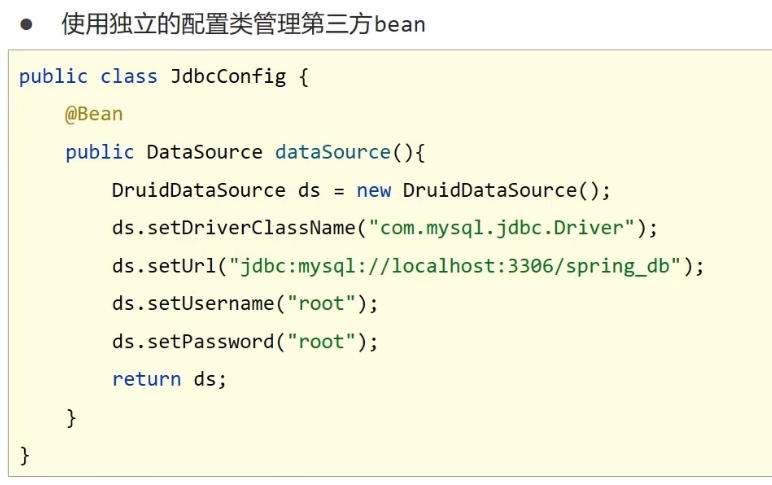 ● 使用独立的配置类管理第三方bean
public class JdbcConfig {
    @Bean
    public DataSource dataSource(){
        DruidDataSource ds = new DruidDataSource();
        ds.setDriverClassName("com.mysql.jdbc.Driver");
        ds.setUrl("jdbc:mysql://localhost:3306/spring_db");
        ds.setUsername("root");
        ds.setPassword("root");
        return ds;
    }
}